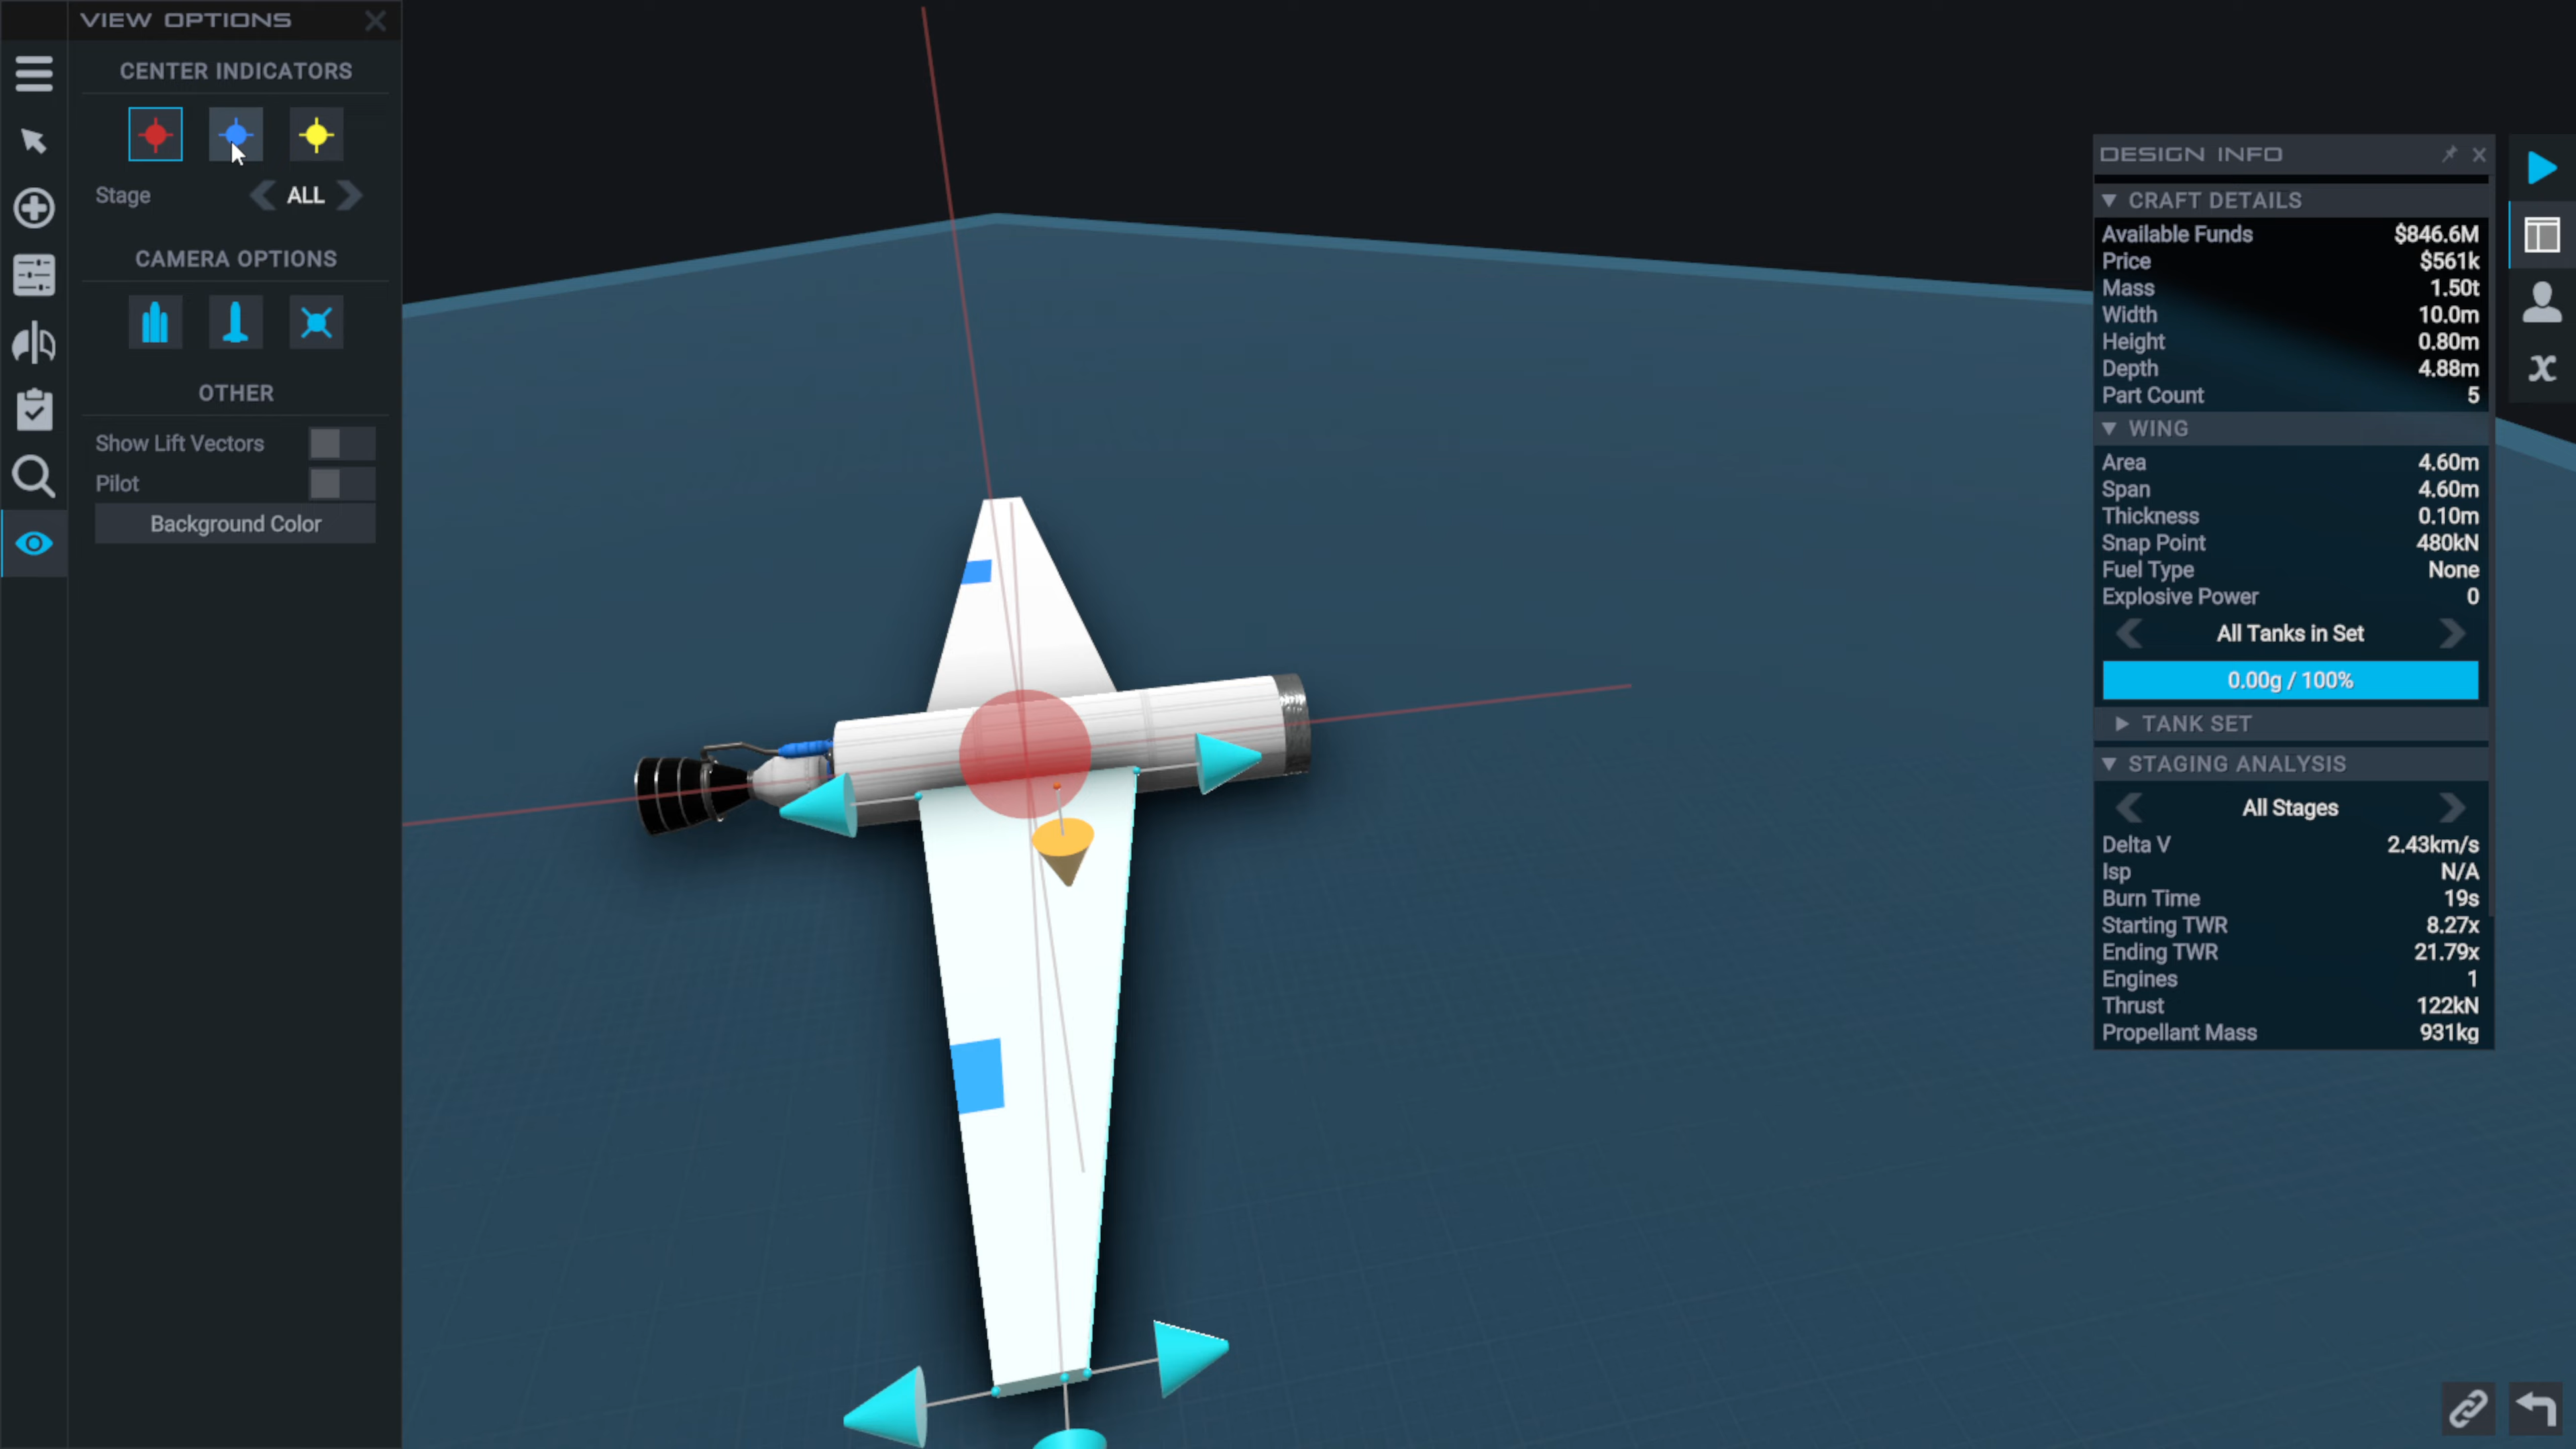 VIEW OPTIONS
CENTER INDICATORS
Stage
ALL
CAMERA OPTIONS
OTHER
Show Lift Vectors
Pilot
Background Color
DESIGN INFO
CRAFT DETAILS
Available Funds $846.6M
Price $561k
Mass 1.50t
Width 10.0m
Height 0.80m
Depth 4.88m
Part Count 5
WING
Area 4.60m
Span 4.60m
Thickness 0.10m
Snap Point 480kN
Fuel Type None
Explosive Power 0
All Tanks in Set
0.00g / 100%
TANK SET
STAGING ANALYSIS
All Stages
Delta V 2.43km/s
Isp N/A
Burn Time 19s
Starting TWR 8.27x
Ending TWR 21.79x
Engines 1
Thrust 122kN
Propellant Mass 931kg
x